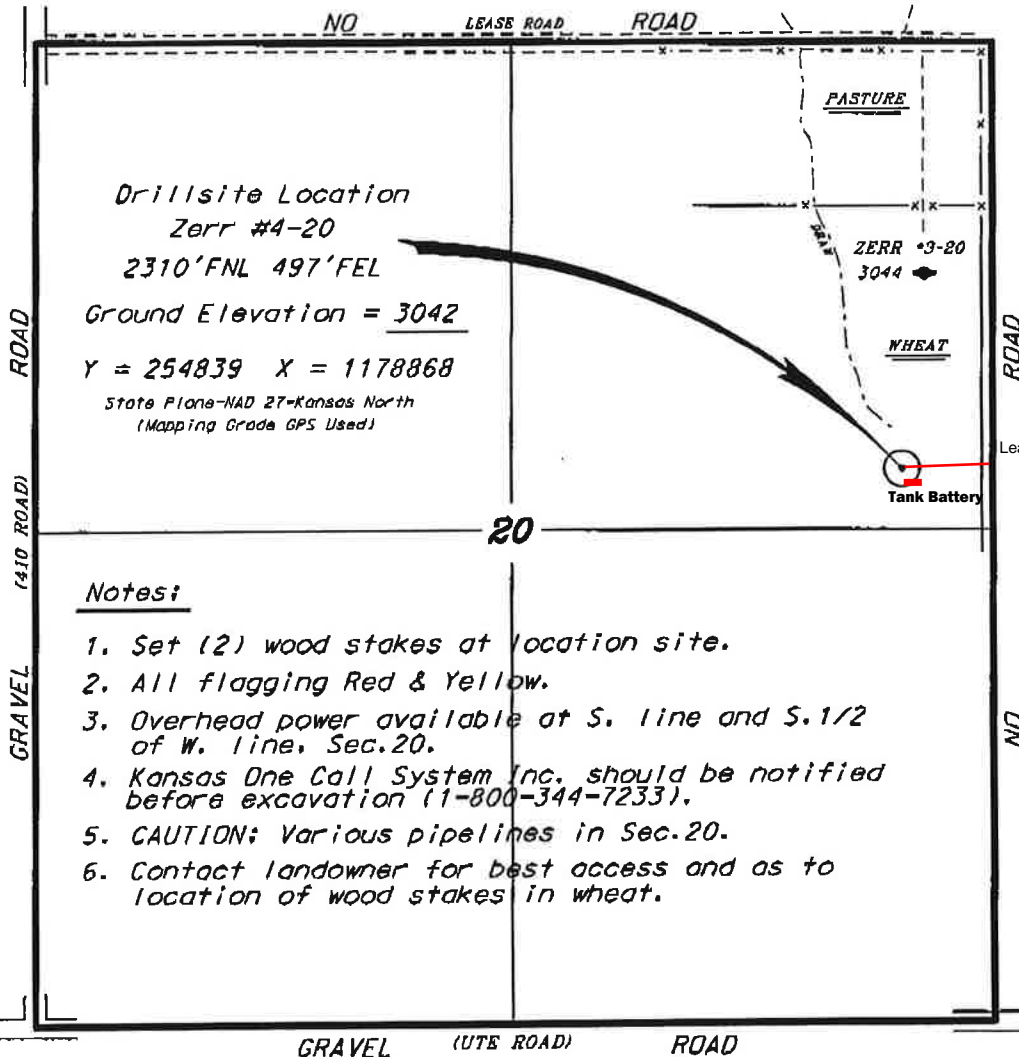 NO LEASE ROAD ROAD
PASTURE
Drillsite Location
Zerr #4-20
2310'FNL 497'FEL
Ground Elevation = 3042
Y = 254839 X = 1178868
State Plane-NAD 27-Kansas North
(Mapping Grade GPS Used)
DRAW
ZERR #3-20
3044
WHEAT
ROAD
ROAD
Lea
Tank Battery
20
(410 ROAD)
GRAVEL
NO
Notes:
1. Set (2) wood stakes at location site.
2. All flagging Red & Yellow.
3. Overhead power available at S. line and S.1/2
of W. line, Sec.20.
4. Kansas One Call System Inc. should be notified
before excavation (1-800-344-7233).
5. CAUTION: Various pipelines in Sec.20.
6. Contact landowner for best access and as to
location of wood stakes in wheat.
GRAVEL (UTE ROAD) ROAD